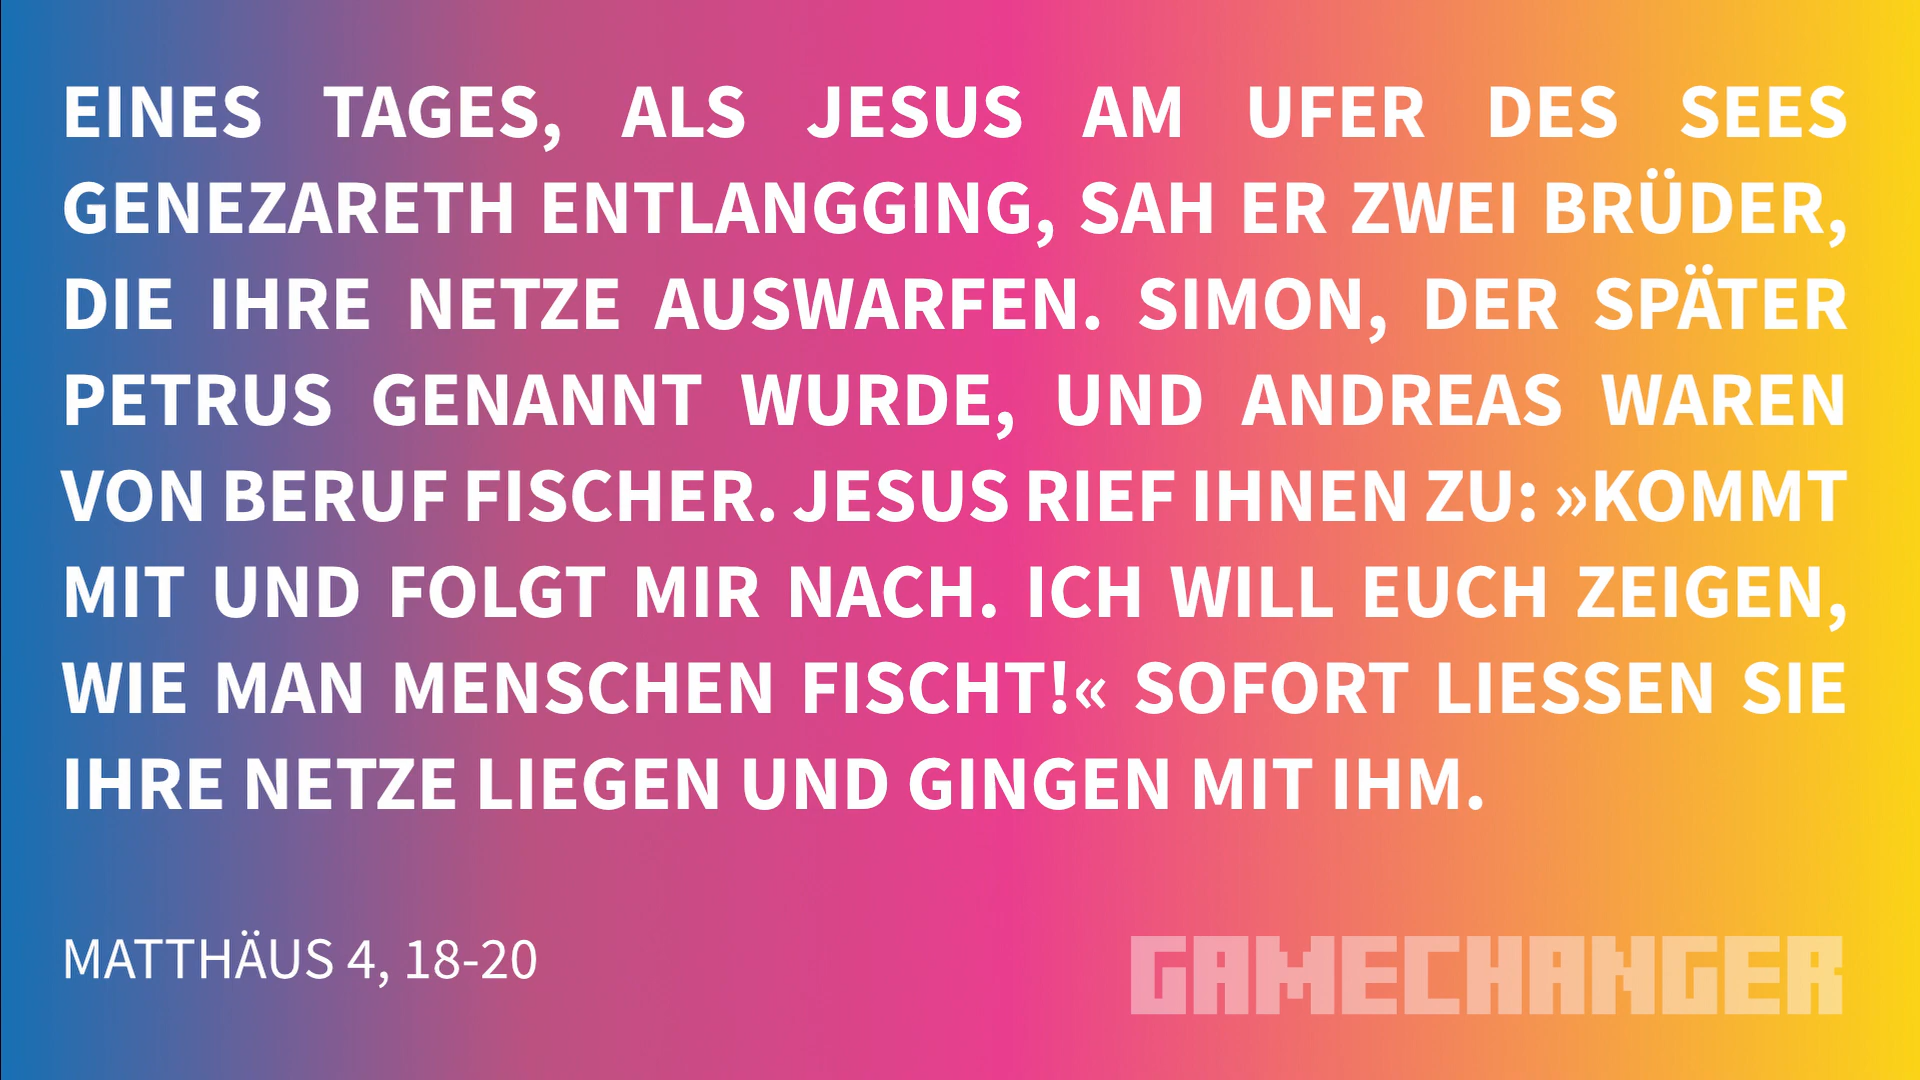 EINES TAGES, ALS JESUS AM UFER DES SEES
GENEZARETH ENTLANGGING, SAH ER ZWEI BRÜDER,
DIE IHRE NETZE AUSWARFEN. SIMON, DER SPÄTER
PETRUS GENANNT WURDE, UND ANDREAS WAREN
VON BERUF FISCHER. JESUS RIEF IHNEN ZU: »KOMMT
MIT UND FOLGT MIR NACH. ICH WILL EUCH ZEIGEN,
WIE MAN MENSCHEN FISCHT!« SOFORT LIESSEN SIE
IHRE NETZE LIEGEN UND GINGEN MIT IHM.
MATTHÄUS 4, 18-20
GAMECHANGER